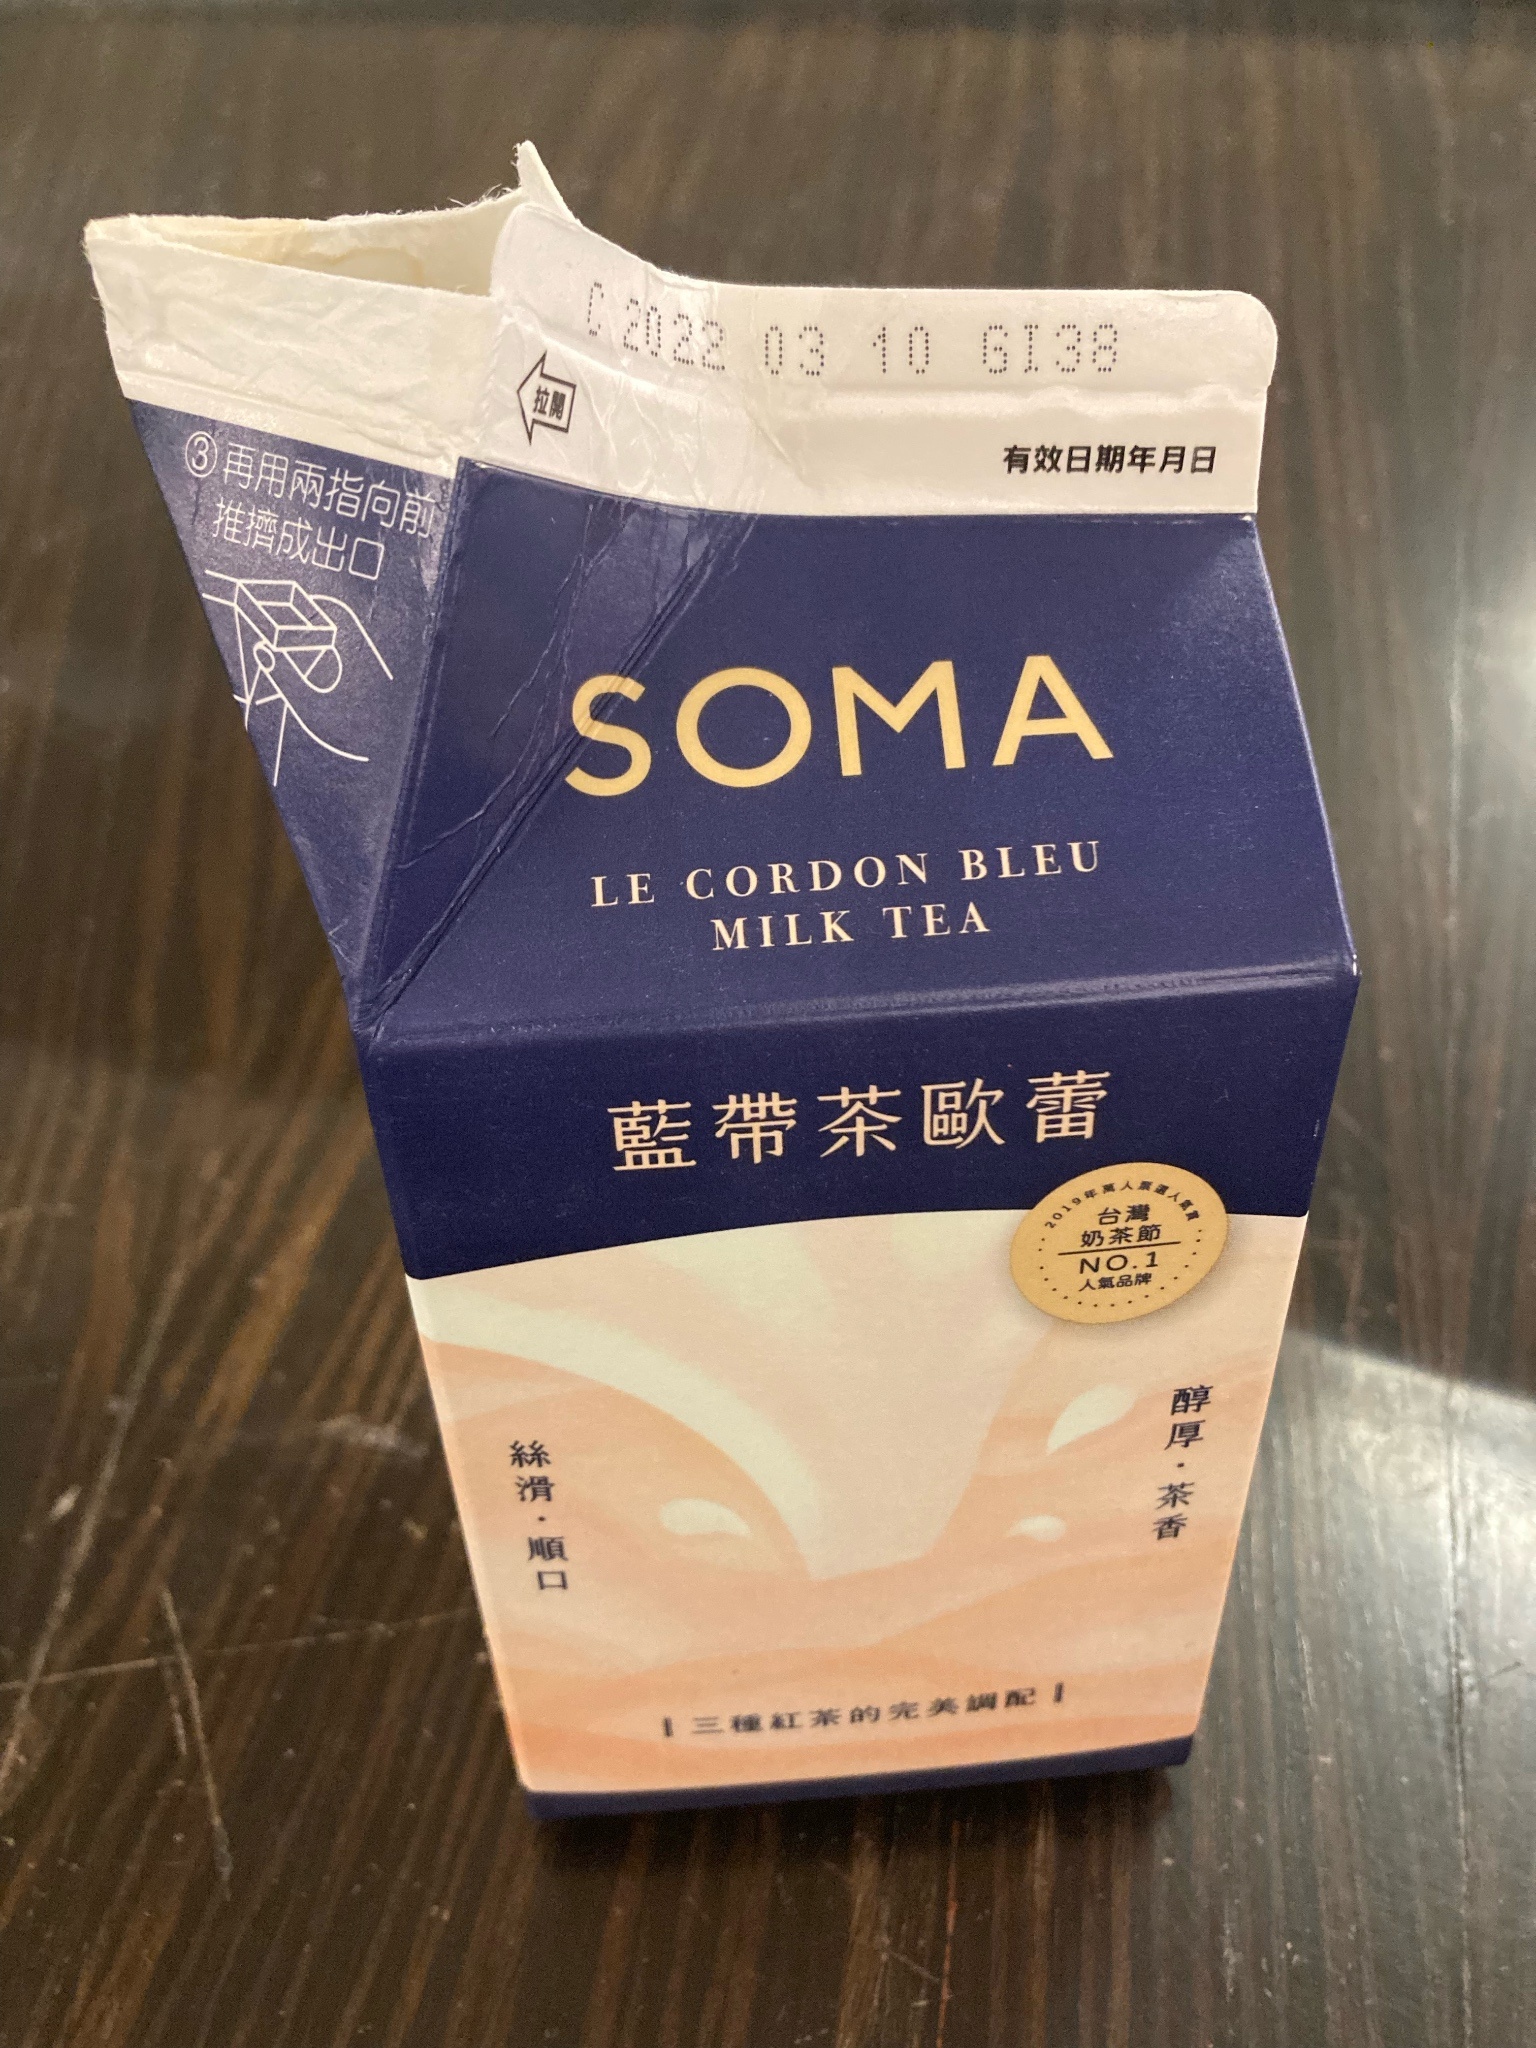 C 2022 03 10 6I38
拉開
有效日期年月日
③再用兩指向前
推擠成出口
SOMA
LE CORDON BLEU
MILK TEA
藍帶茶歐蕾
2019年萬人票選人氣賞
台灣
奶茶節
NO.1
人氣品牌
醇厚·茶香
絲滑·順口
三種紅茶的完美調配